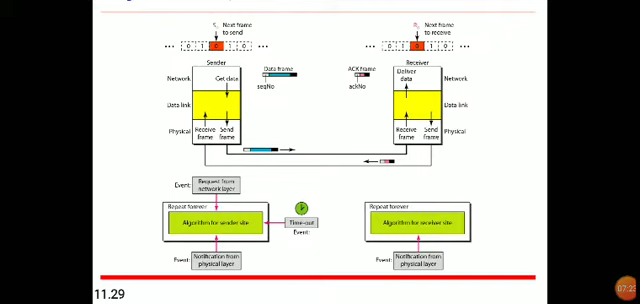 Sn Next frame
to send
Rn Next frame
to receive
... 0 1 0 1 0 ...
... 0 1 0 1 0 ...
Sender
Receiver
Network
Get data
Data frame
seqNo
ACK frame
ackNo
Deliver
data
Network
Data link
Data link
Physical
Receive
frame
Send
frame
Receive
frame
Send
frame
Physical
Event:
Request from
network layer
Repeat forever
Algorithm for sender site
Time-out
Event:
Repeat forever
Algorithm for receiver site
Event:
Notification from
physical layer
Event:
Notification from
physical layer
11.29